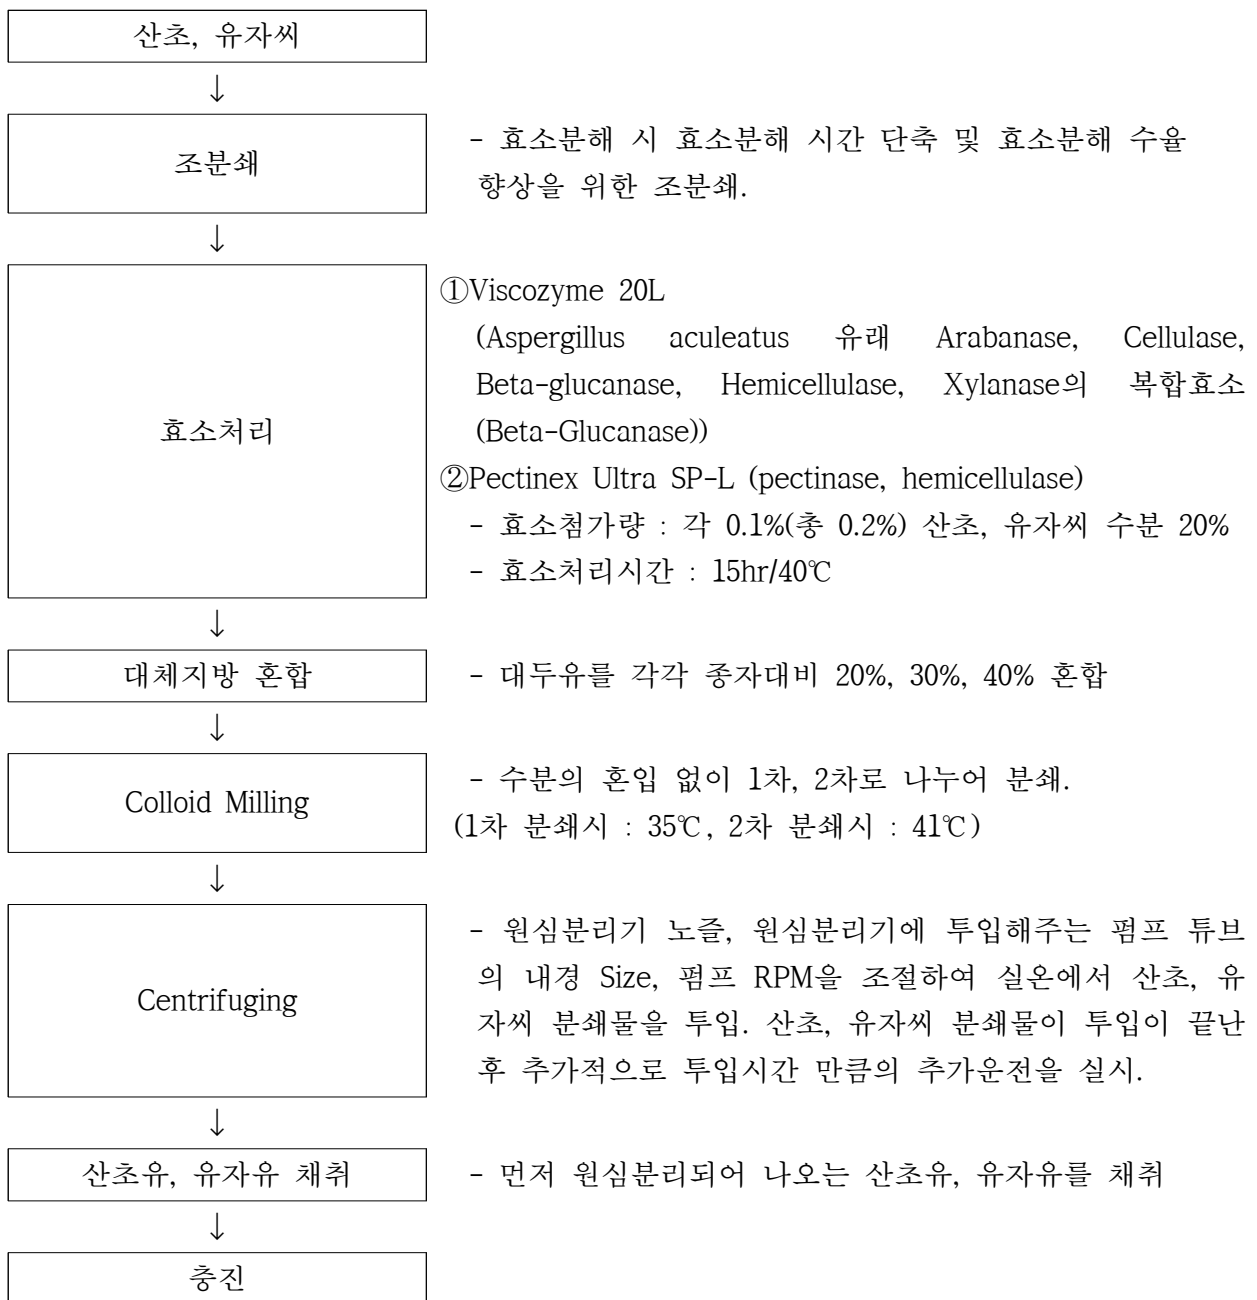 산초, 유자씨
↓
조분쇄
- 효소분해 시 효소분해 시간 단축 및 효소분해 수율
향상을 위한 조분쇄.
↓
효소처리
①Viscozyme 20L
(Aspergillus aculeatus 유래 Arabanase, Cellulase,
Beta-glucanase, Hemicellulase, Xylanase의 복합효소
(Beta-Glucanase))
②Pectinex Ultra SP-L (pectinase, hemicellulase)
- 효소첨가량 : 각 0.1%(총 0.2%) 산초, 유자씨 수분 20%
- 효소처리시간 : 15hr/40℃
↓
대체지방 혼합
- 대두유를 각각 종자대비 20%, 30%, 40% 혼합
↓
Colloid Milling
- 수분의 혼입 없이 1차, 2차로 나누어 분쇄.
(1차 분쇄시 : 35℃, 2차 분쇄시 : 41℃)
↓
Centrifuging
- 원심분리기 노즐, 원심분리기에 투입해주는 펌프 튜브
의 내경 Size, 펌프 RPM을 조절하여 실온에서 산초, 유
자씨 분쇄물을 투입. 산초, 유자씨 분쇄물이 투입이 끝난
후 추가적으로 투입시간 만큼의 추가운전을 실시.
↓
산초유, 유자유 채취
- 먼저 원심분리되어 나오는 산초유, 유자유를 채취
↓
충진